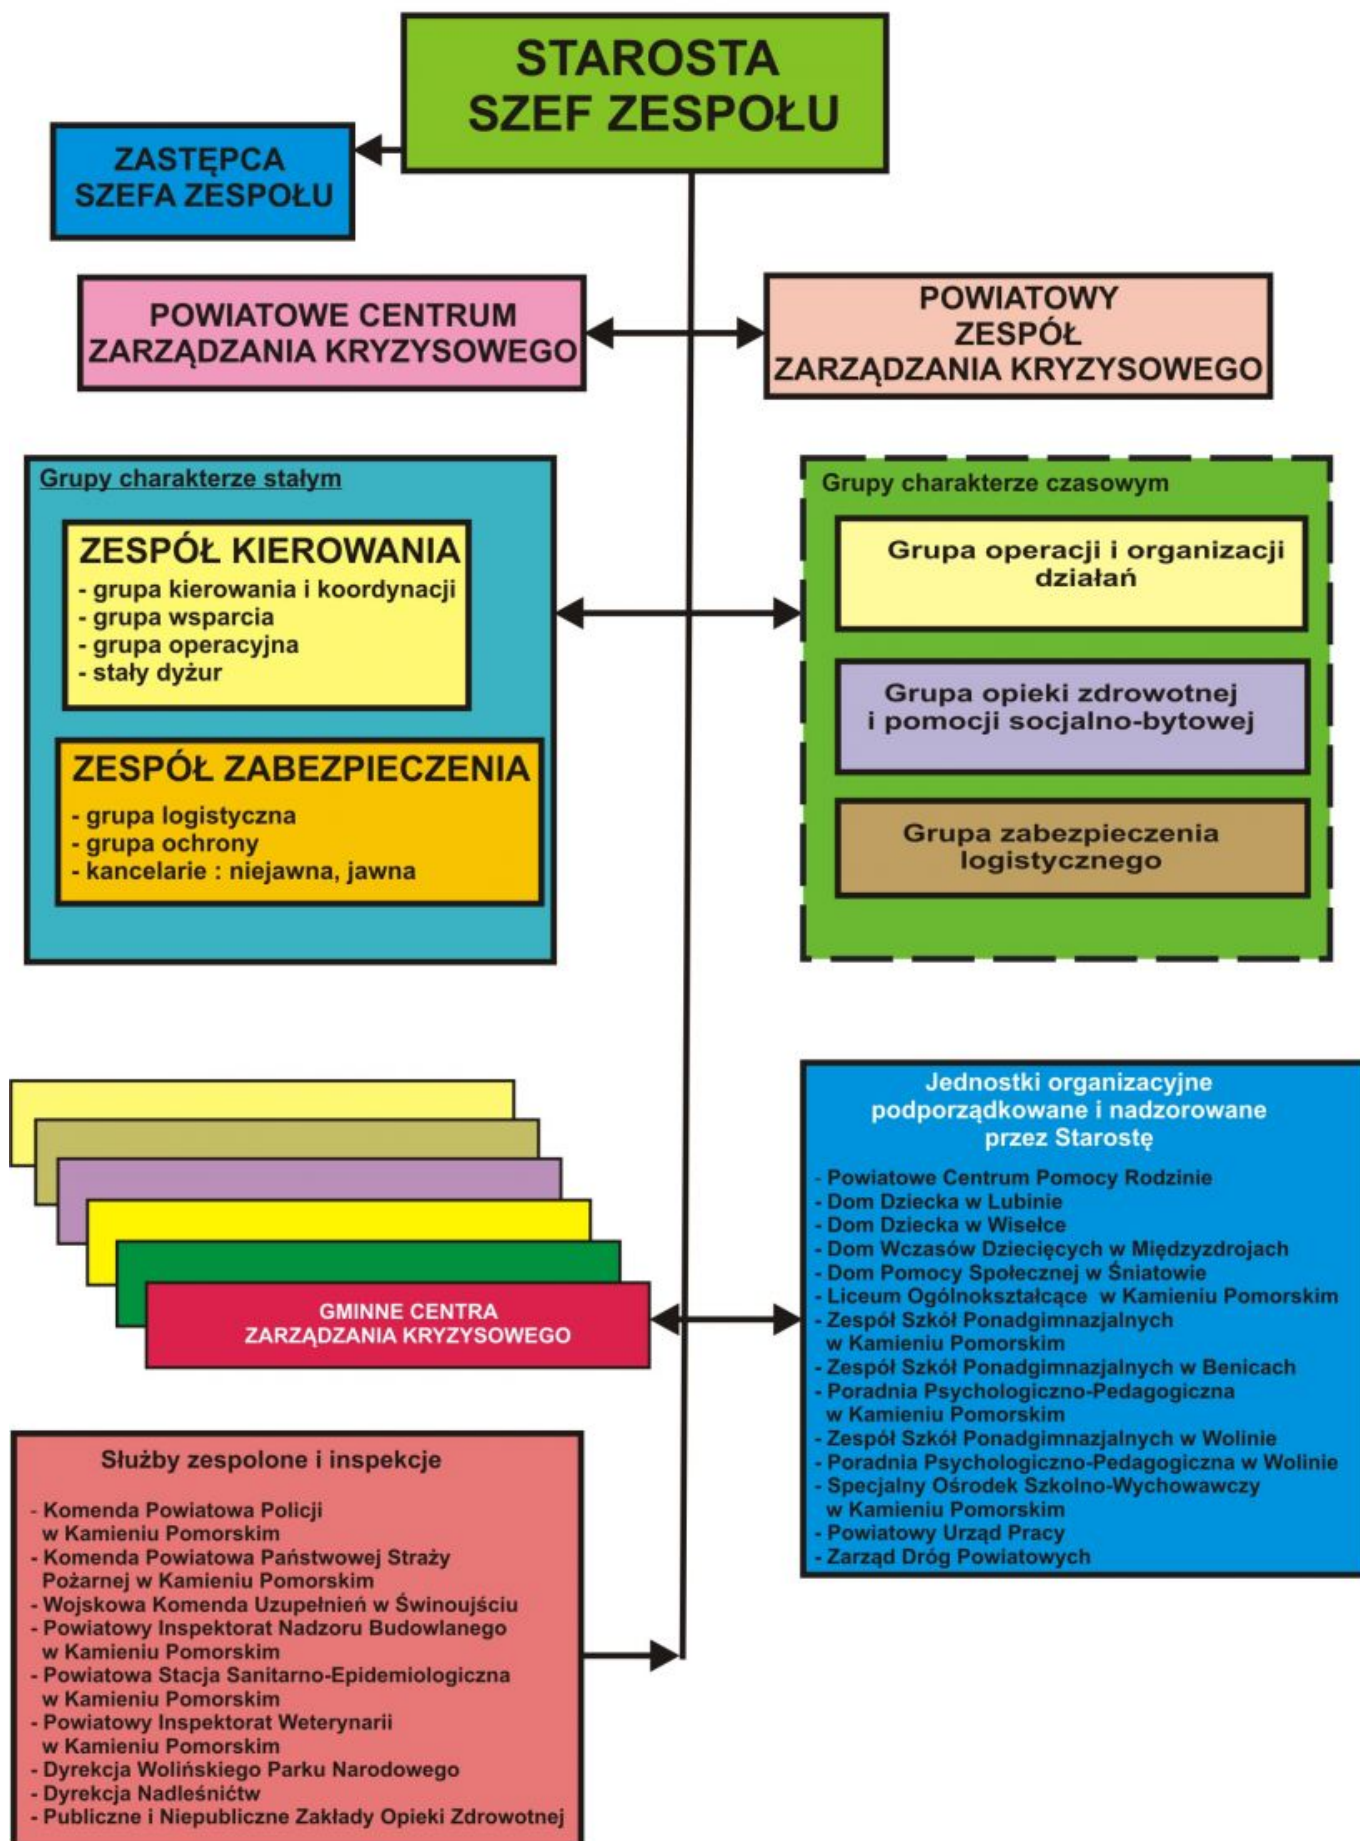 STAROSTA
SZEF ZESPOŁU
ZASTĘPCA
SZEFA ZESPOŁU
POWIATOWE CENTRUM
ZARZĄDZANIA KRYZYSOWEGO
POWIATOWY
ZESPÓŁ
ZARZĄDZANIA KRYZYSOWEGO
Grupy charakterze stałym
ZESPÓŁ KIEROWANIA
- grupa kierowania i koordynacji
- grupa wsparcia
- grupa operacyjna
- stały dyżur
ZESPÓŁ ZABEZPIECZENIA
- grupa logistyczna
- grupa ochrony
- kancelarie : niejawna, jawna
Grupy charakterze czasowym
Grupa operacji i organizacji
działań
Grupa opieki zdrowotnej
i pomocji socjalno-bytowej
Grupa zabezpieczenia
logistycznego
GMINNE CENTRA
ZARZĄDZANIA KRYZYSOWEGO
Jednostki organizacyjne
podporządkowane i nadzorowane
przez Starostę
- Powiatowe Centrum Pomocy Rodzinie
- Dom Dziecka w Lubinie
- Dom Dziecka w Wisełce
- Dom Wczasów Dziecięcych w Międzyzdrojach
- Dom Pomocy Społecznej w Śniatowie
- Liceum Ogólnokształcące w Kamieniu Pomorskim
- Zespół Szkół Ponadgimnazjalnych
w Kamieniu Pomorskim
- Zespół Szkół Ponadgimnazjalnych w Benicach
- Poradnia Psychologiczno-Pedagogiczna
w Kamieniu Pomorskim
- Zespół Szkół Ponadgimnazjalnych w Wolinie
- Poradnia Psychologiczno-Pedagogiczna w Wolinie
- Specjalny Ośrodek Szkolno-Wychowawczy
w Kamieniu Pomorskim
- Powiatowy Urząd Pracy
- Zarząd Dróg Powiatowych
Służby zespolone i inspekcje
- Komenda Powiatowa Policji
w Kamieniu Pomorskim
- Komenda Powiatowa Państwowej Straży
Pożarnej w Kamieniu Pomorskim
- Wojskowa Komenda Uzupełnień w Świnoujściu
- Powiatowy Inspektorat Nadzoru Budowlanego
w Kamieniu Pomorskim
- Powiatowa Stacja Sanitarno-Epidemiologiczna
w Kamieniu Pomorskim
- Powiatowy Inspektorat Weterynarii
w Kamieniu Pomorskim
- Dyrekcja Wolińskiego Parku Narodowego
- Dyrekcja Nadleśnićtw
- Publiczne i Niepubliczne Zakłady Opieki Zdrowotnej